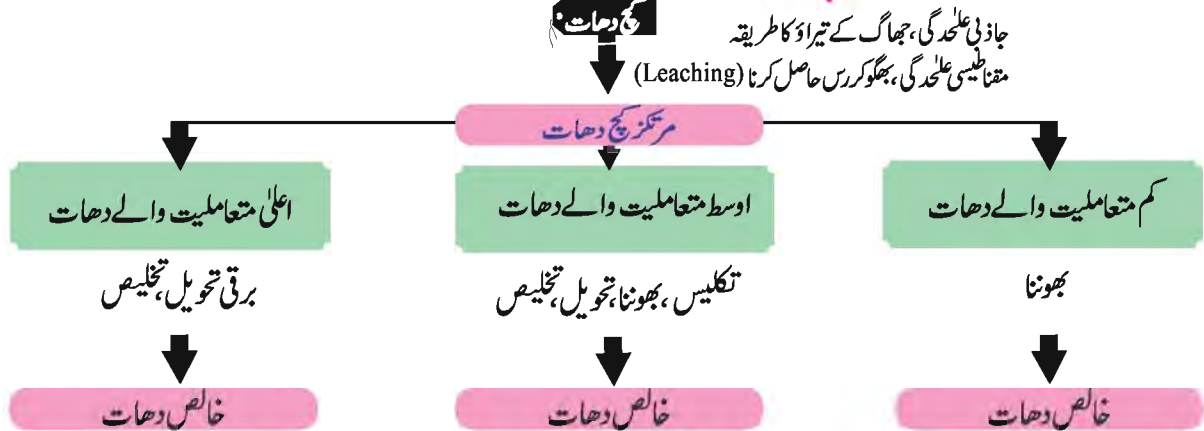 کچ دھات
جاذبی علٰحدگی، جھاگ کے تیراؤ کا طریقہ
مقناطیسی علٰحدگی، بھگو کر رس حاصل کرنا (Leaching)
مرتکز کچ دھات
کم متعاملیت والے دھات
اوسط متعاملیت والے دھات
اعلیٰ متعاملیت والے دھات
بھوننا
تکلیس، بھوننا، تحویل، تخلیص
برقی تحویل، تخلیص
خالص دھات
خالص دھات
خالص دھات